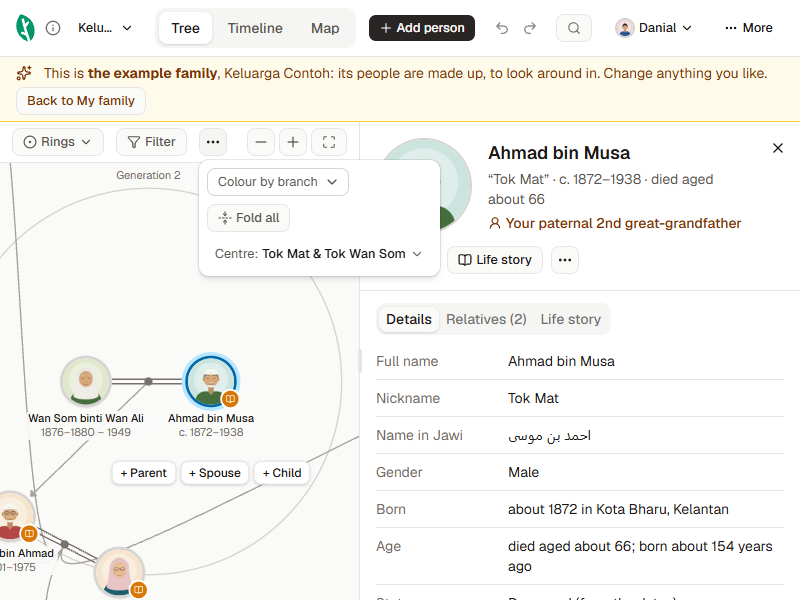 Kelu...
Tree
Timeline
Map
+ Add person
Danial
More
This is the example family, Keluarga Contoh: its people are made up, to look around in. Change anything you like.
Back to My family
Rings
Filter
Generation 2
Colour by branch
Fold all
Centre: Tok Mat & Tok Wan Som
Wan Som binti Wan Ali
1876–1880 – 1949
Ahmad bin Musa
c. 1872–1938
+ Parent
+ Spouse
+ Child
bin Ahmad
01–1975
Ahmad bin Musa
“Tok Mat” · c. 1872–1938 · died aged
about 66
Your paternal 2nd great-grandfather
Life story
Details
Relatives (2)
Life story
Full name Ahmad bin Musa
Nickname Tok Mat
Name in Jawi احمد بن موسى
Gender Male
Born about 1872 in Kota Bharu, Kelantan
Age died aged about 66; born about 154 years
ago